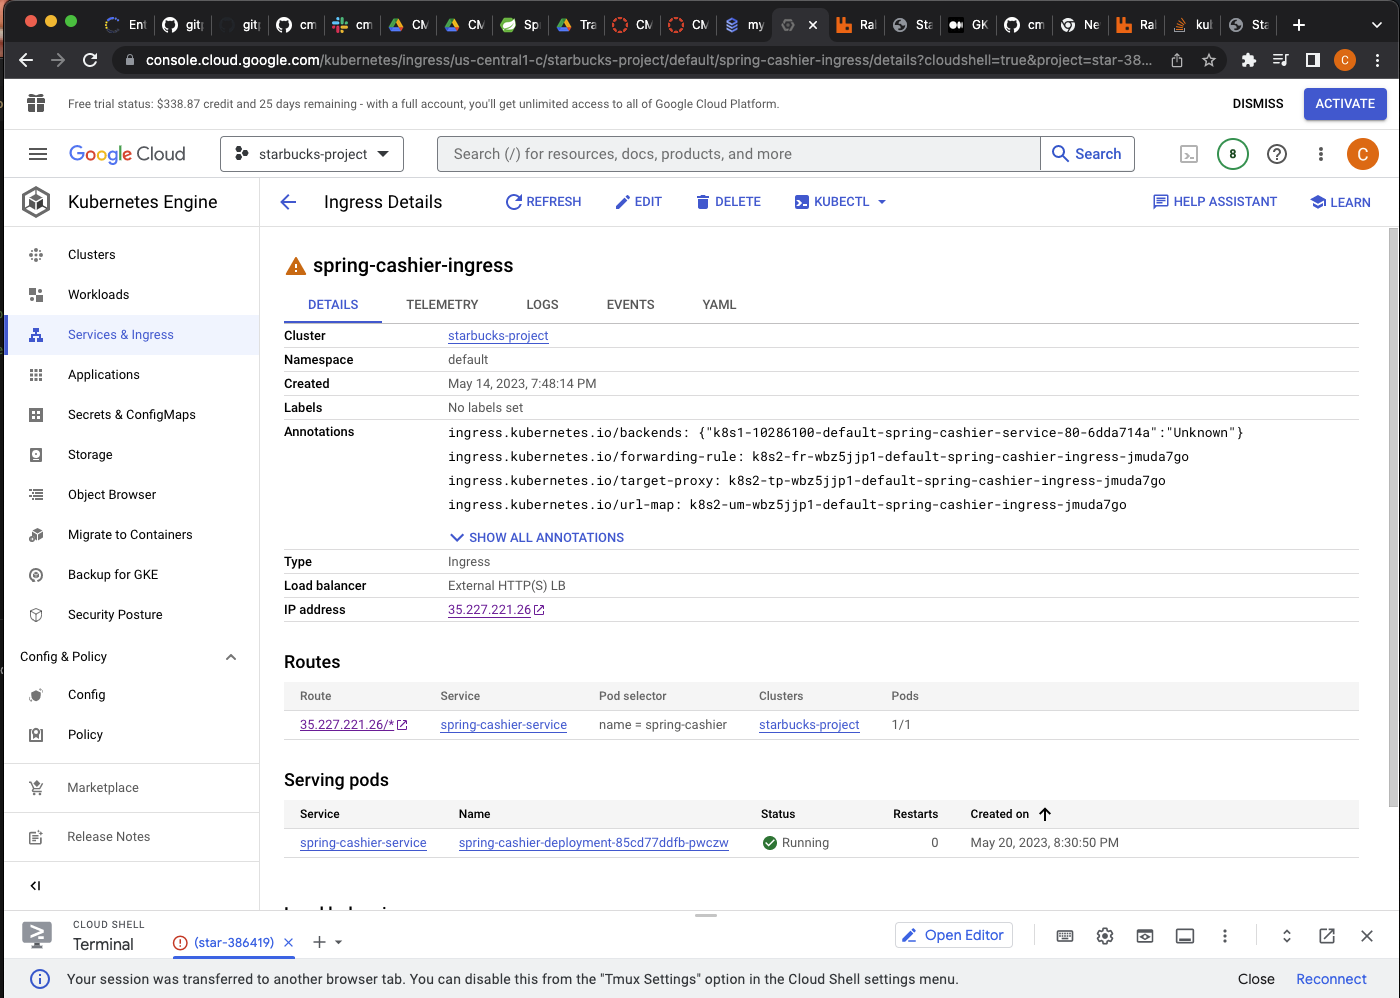 Ent
gitp
gitp
cm
cm
CM
CM
Sp
Tra
CM
CM
my
Ral
Sta
GK
cm
Ne
Ral
kul
Sta
console.cloud.google.com/kubernetes/ingress/us-central1-c/starbucks-project/default/spring-cashier-ingress/details?cloudshell=true&project=star-38...
C
Free trial status: $338.87 credit and 25 days remaining - with a full account, you'll get unlimited access to all of Google Cloud Platform.
DISMISS
ACTIVATE
Google Cloud
starbucks-project
Search (/) for resources, docs, products, and more
Search
8
C
Kubernetes Engine
Ingress Details
REFRESH
EDIT
DELETE
KUBECTL
HELP ASSISTANT
LEARN
Clusters
Workloads
Services & Ingress
Applications
Secrets & ConfigMaps
Storage
Object Browser
Migrate to Containers
Backup for GKE
Security Posture
Config & Policy
Config
Policy
Marketplace
Release Notes
spring-cashier-ingress
DETAILS
TELEMETRY
LOGS
EVENTS
YAML
Cluster starbucks-project
Namespace default
Created May 14, 2023, 7:48:14 PM
Labels No labels set
Annotations ingress.kubernetes.io/backends: {"k8s1-10286100-default-spring-cashier-service-80-6dda714a":"Unknown"}
ingress.kubernetes.io/forwarding-rule: k8s2-fr-wbz5jjp1-default-spring-cashier-ingress-jmuda7go
ingress.kubernetes.io/target-proxy: k8s2-tp-wbz5jjp1-default-spring-cashier-ingress-jmuda7go
ingress.kubernetes.io/url-map: k8s2-um-wbz5jjp1-default-spring-cashier-ingress-jmuda7go
SHOW ALL ANNOTATIONS
Type Ingress
Load balancer External HTTP(S) LB
IP address 35.227.221.26
Routes
Route Service Pod selector Clusters Pods
35.227.221.26/* spring-cashier-service name = spring-cashier starbucks-project 1/1
Serving pods
Service Name Status Restarts Created on
spring-cashier-service spring-cashier-deployment-85cd77ddfb-pwczw Running 0 May 20, 2023, 8:30:50 PM
CLOUD SHELL
Terminal
(star-386419)
Open Editor
Your session was transferred to another browser tab. You can disable this from the "Tmux Settings" option in the Cloud Shell settings menu.
Close
Reconnect